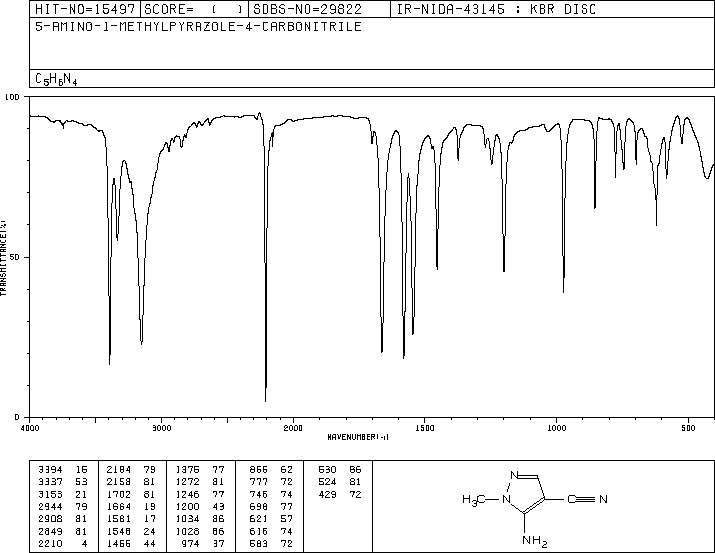 HIT-NO=15497 SCORE= ( ) SDBS-NO=29822 IR-NIDA-43145 : KBR DISC
5-AMINO-1-METHYLPYRAZOLE-4-CARBONITRILE
C5H6N4
100
50
0
TRANSMITTANCE(%)
4000 3000 2000 1500 1000 500
WAVENUMBER(-1)
3394 16 2184 79 1376 77 866 62 630 86
3337 53 2158 81 1272 81 777 72 524 81
3153 21 1702 81 1246 77 746 74 429 72
2944 79 1664 19 1200 43 698 77
2908 81 1581 17 1034 86 621 57
2849 81 1548 24 1028 86 616 74
2210 4 1456 44 974 37 583 72
N
H3C N C N
NH2